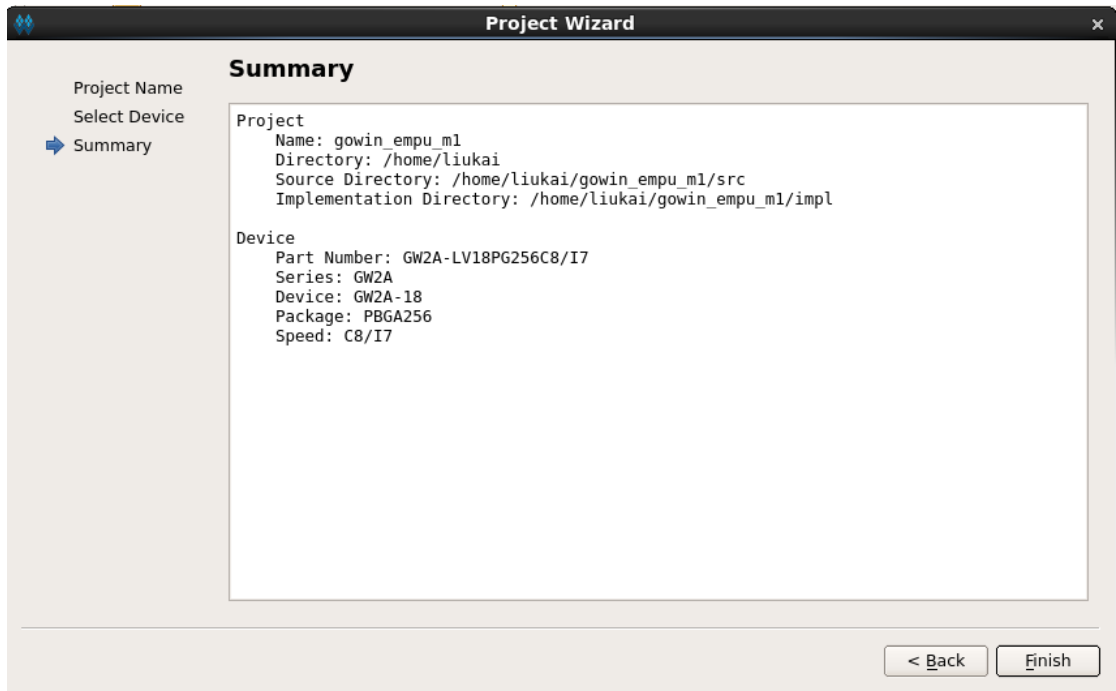 Project Wizard
Project Name
Select Device
Summary
Summary
Project
Name: gowin_empu_m1
Directory: /home/liukai
Source Directory: /home/liukai/gowin_empu_m1/src
Implementation Directory: /home/liukai/gowin_empu_m1/impl
Device
Part Number: GW2A-LV18PG256C8/I7
Series: GW2A
Device: GW2A-18
Package: PBGA256
Speed: C8/I7
< Back
Finish